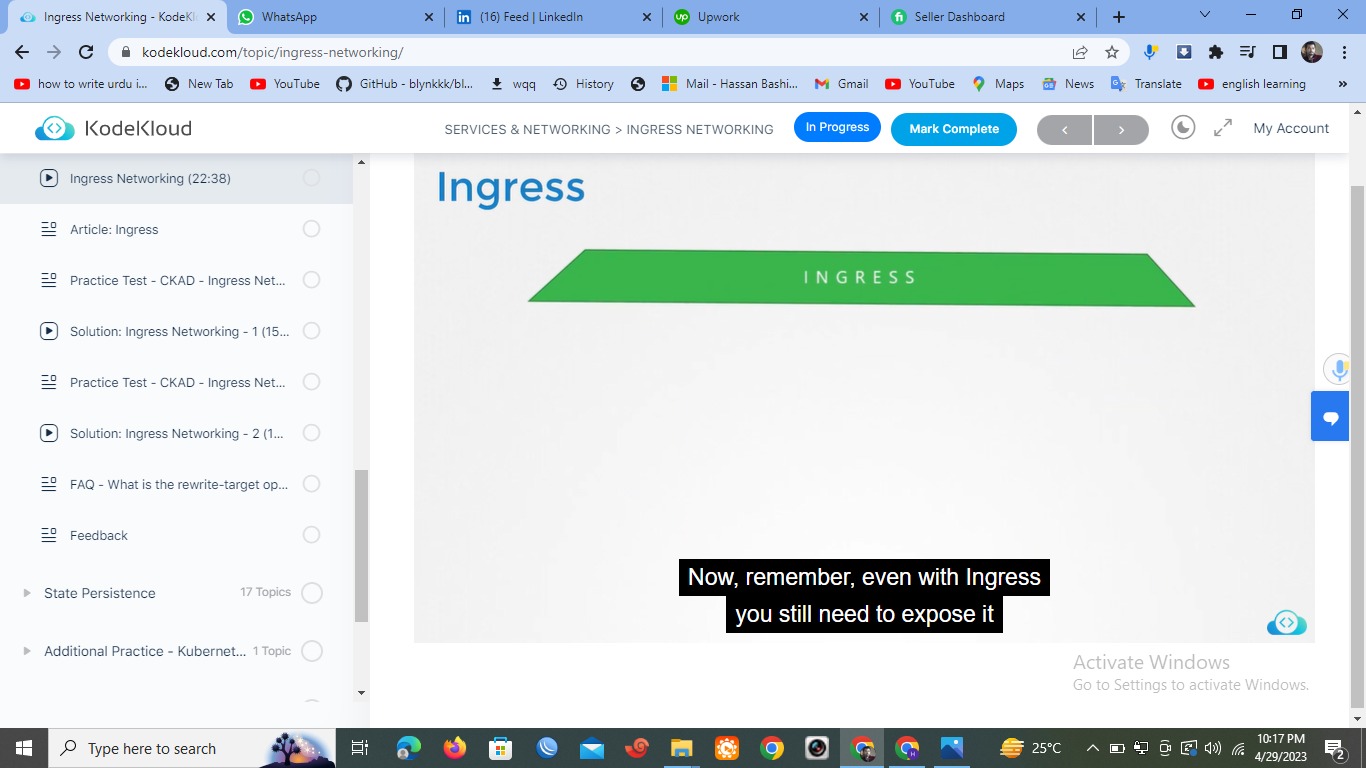 Ingress Networking - KodeKl
WhatsApp
(16) Feed | LinkedIn
Upwork
Seller Dashboard
kodekloud.com/topic/ingress-networking/
how to write urdu i...
New Tab
YouTube
GitHub - blynkkk/bl...
wqq
History
Mail - Hassan Bashi...
Gmail
YouTube
Maps
News
Translate
english learning
»
KodeKloud
SERVICES & NETWORKING > INGRESS NETWORKING
In Progress
Mark Complete
<
>
My Account
Ingress Networking (22:38)
Article: Ingress
Practice Test - CKAD - Ingress Net...
Solution: Ingress Networking - 1 (15...
Practice Test - CKAD - Ingress Net...
Solution: Ingress Networking - 2 (1...
FAQ - What is the rewrite-target op...
Feedback
State Persistence
17 Topics
Additional Practice - Kubernet...
1 Topic
Ingress
INGRESS
Now, remember, even with Ingress
you still need to expose it
Activate Windows
Go to Settings to activate Windows.
Type here to search
25°C
10:17 PM
4/29/2023
2